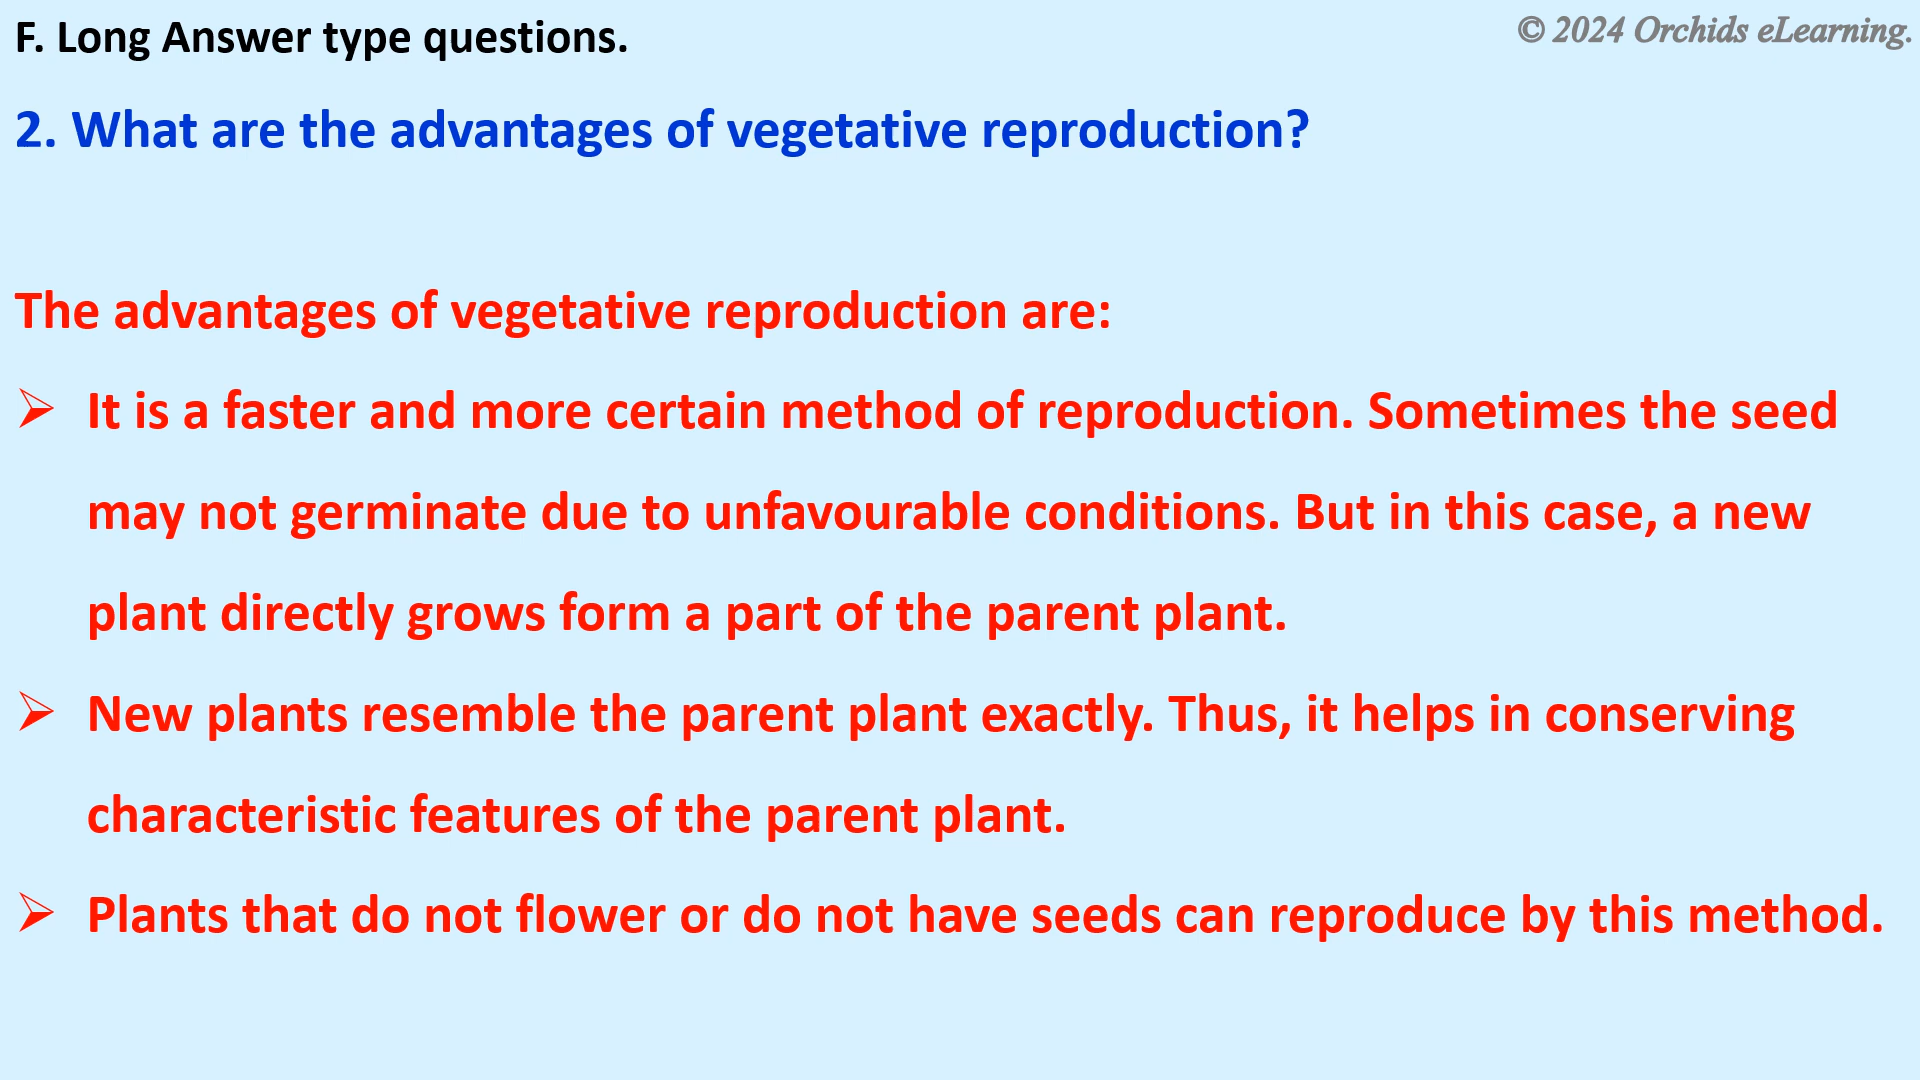 F. Long Answer type questions.
© 2024 Orchids eLearning.
2. What are the advantages of vegetative reproduction?
The advantages of vegetative reproduction are:
➢ It is a faster and more certain method of reproduction. Sometimes the seed
may not germinate due to unfavourable conditions. But in this case, a new
plant directly grows form a part of the parent plant.
➢ New plants resemble the parent plant exactly. Thus, it helps in conserving
characteristic features of the parent plant.
➢ Plants that do not flower or do not have seeds can reproduce by this method.